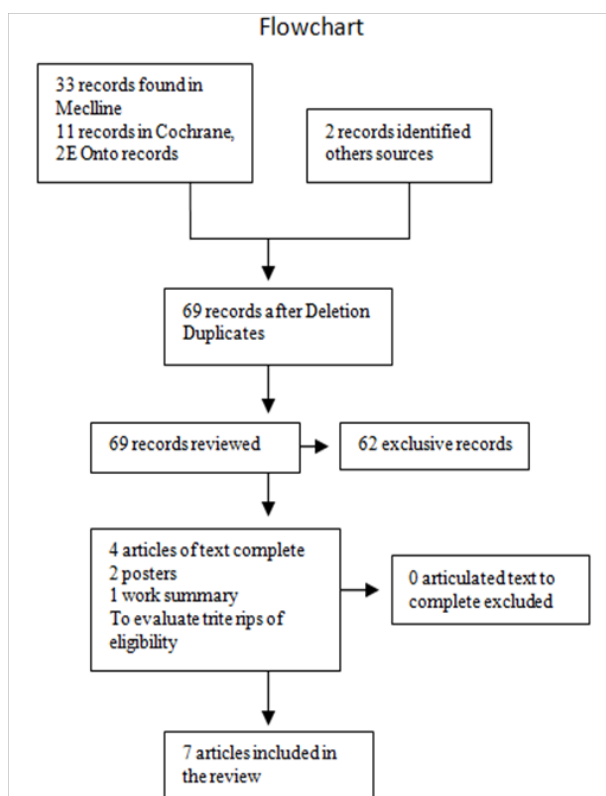 Flowchart
33 records found in
Meclline
11 records in Cochrane,
2E Onto records
2 records identified
others sources
69 records after Deletion
Duplicates
69 records reviewed
62 exclusive records
4 articles of text complete
2 posters
1 work summary
To evaluate trite rips of
eligibility
0 articulated text to
complete excluded
7 articles included in
the review